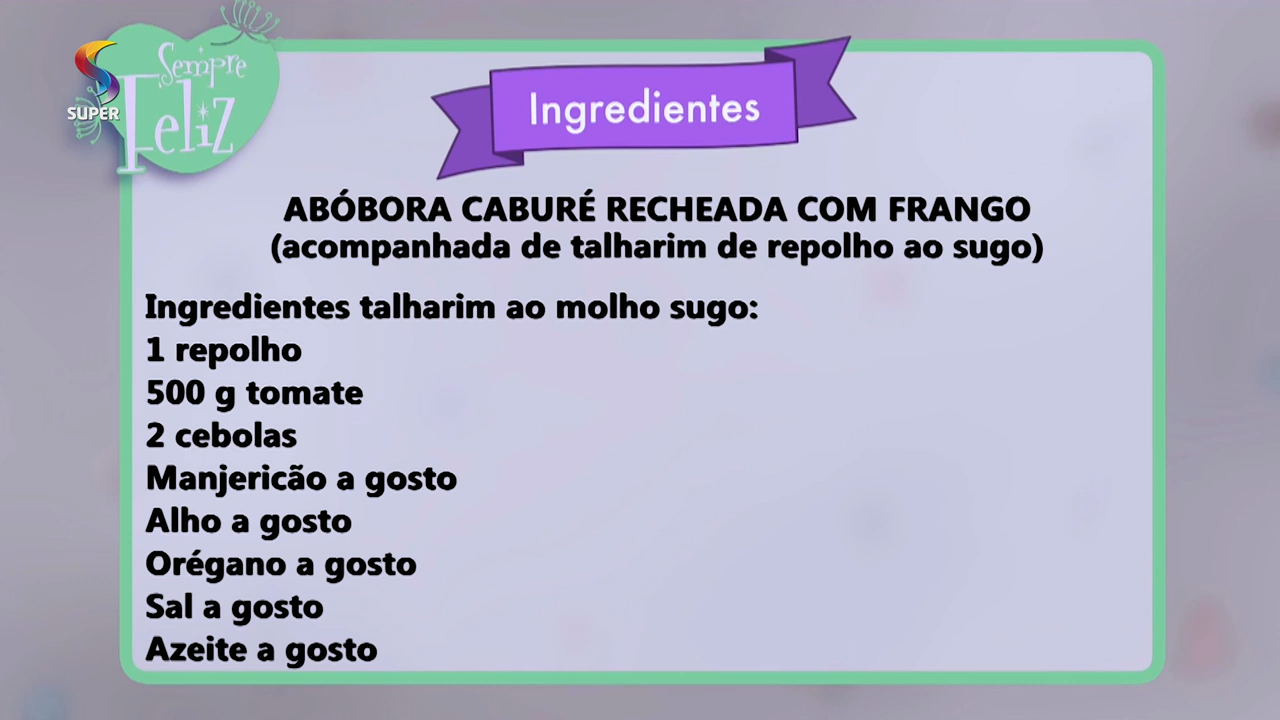 Sempre
Feliz
SUPER
Ingredientes
ABÓBORA CABURÉ RECHEADA COM FRANGO
(acompanhada de talharim de repolho ao sugo)
Ingredientes talharim ao molho sugo:
1 repolho
500 g tomate
2 cebolas
Manjericão a gosto
Alho a gosto
Orégano a gosto
Sal a gosto
Azeite a gosto